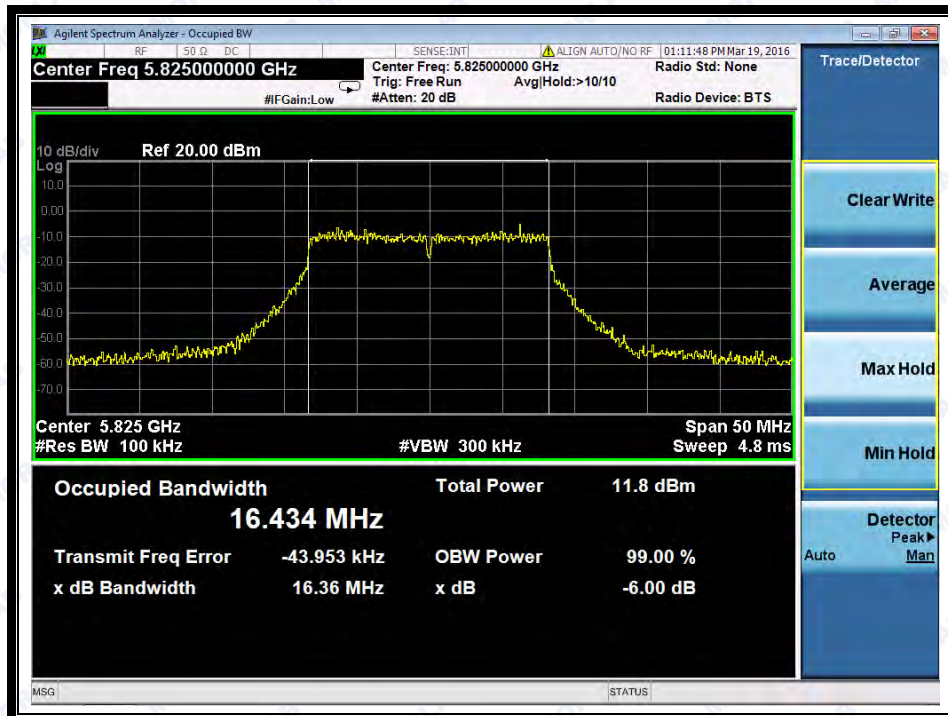 Agilent Spectrum Analyzer - Occupied BW
LXI RF 50 Ω DC SENSE:INT ALIGN AUTO/NO RF 01:11:48 PM Mar 19, 2016
Center Freq 5.825000000 GHz
Center Freq: 5.825000000 GHz
Radio Std: None
Trig: Free Run Avg|Hold:>10/10
#IFGain:Low #Atten: 20 dB Radio Device: BTS
Trace/Detector
10 dB/div Ref 20.00 dBm
Log
10.0
0.00
-10.0
-20.0
-30.0
-40.0
-50.0
-60.0
-70.0
Center 5.825 GHz Span 50 MHz
#Res BW 100 kHz #VBW 300 kHz Sweep 4.8 ms
Clear Write
Average
Max Hold
Min Hold
Detector
Peak▶
Auto Man
Occupied Bandwidth Total Power 11.8 dBm
16.434 MHz
Transmit Freq Error -43.953 kHz OBW Power 99.00 %
x dB Bandwidth 16.36 MHz x dB -6.00 dB
MSG STATUS